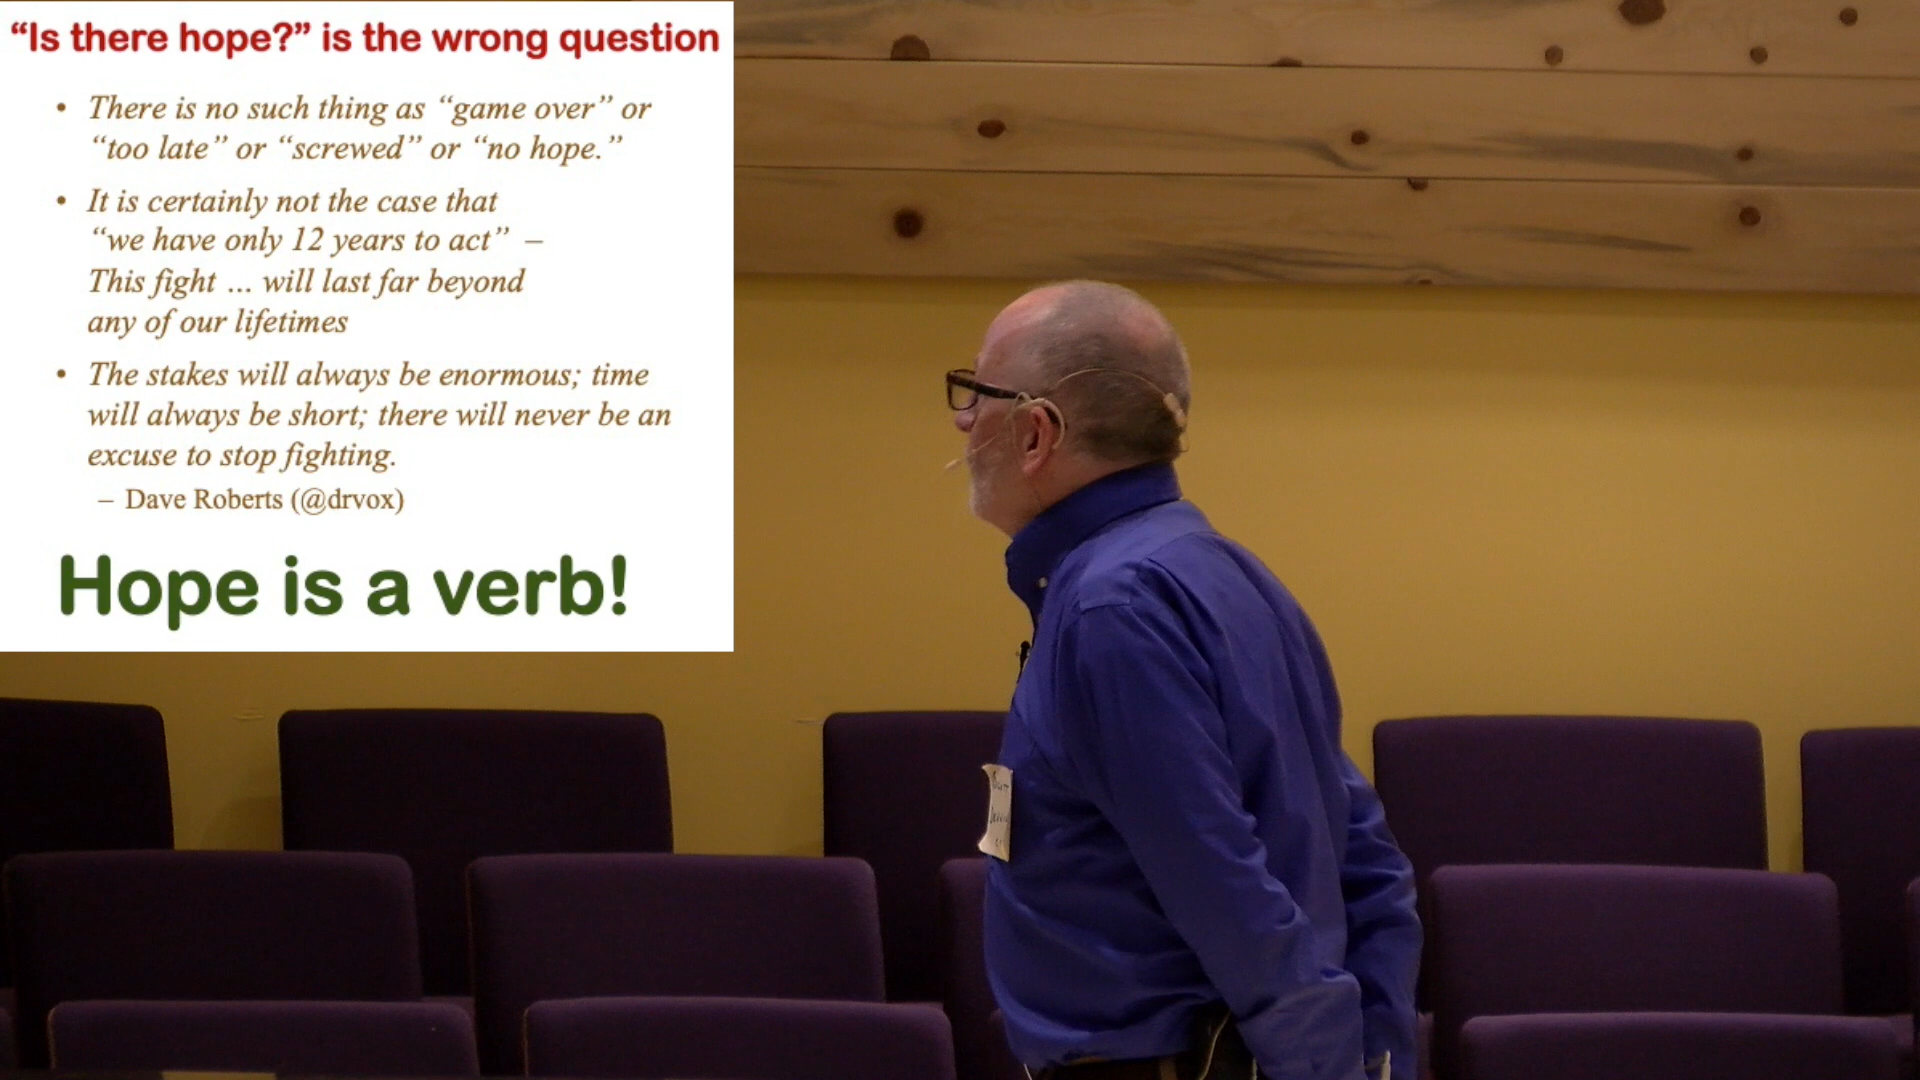 “Is there hope?” is the wrong question
• There is no such thing as “game over” or
“too late” or “screwed” or “no hope.”
• It is certainly not the case that
“we have only 12 years to act” –
This fight ... will last far beyond
any of our lifetimes
• The stakes will always be enormous; time
will always be short; there will never be an
excuse to stop fighting.
– Dave Roberts (@drvox)
Hope is a verb!